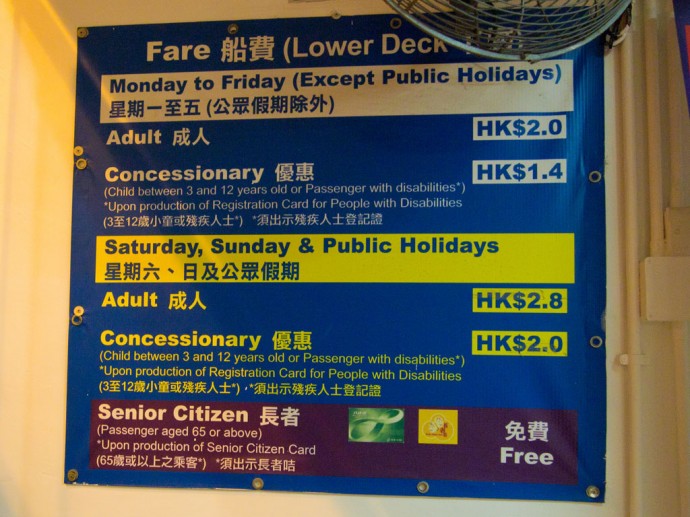 Fare 船費 (Lower Deck
Monday to Friday (Except Public Holidays)
星期一至五 (公眾假期除外)
Adult 成人 HK$2.0
Concessionary 優惠 HK$1.4
(Child between 3 and 12 years old or Passenger with disabilities*)
*Upon production of Registration Card for People with Disabilities
(3至12歲小童或殘疾人士*) *須出示殘疾人士登記證
Saturday, Sunday & Public Holidays
星期六、日及公眾假期
Adult 成人 HK$2.8
Concessionary 優惠 HK$2.0
(Child between 3 and 12 years old or Passenger with disabilities*)
*Upon production of Registration Card for People with Disabilities
(3至12歲小童或殘疾人士*) *須出示殘疾人士登記證
Senior Citizen 長者 免費
(Passenger aged 65 or above) Free
*Upon production of Senior Citizen Card
(65歲或以上之乘客*) *須出示長者咭